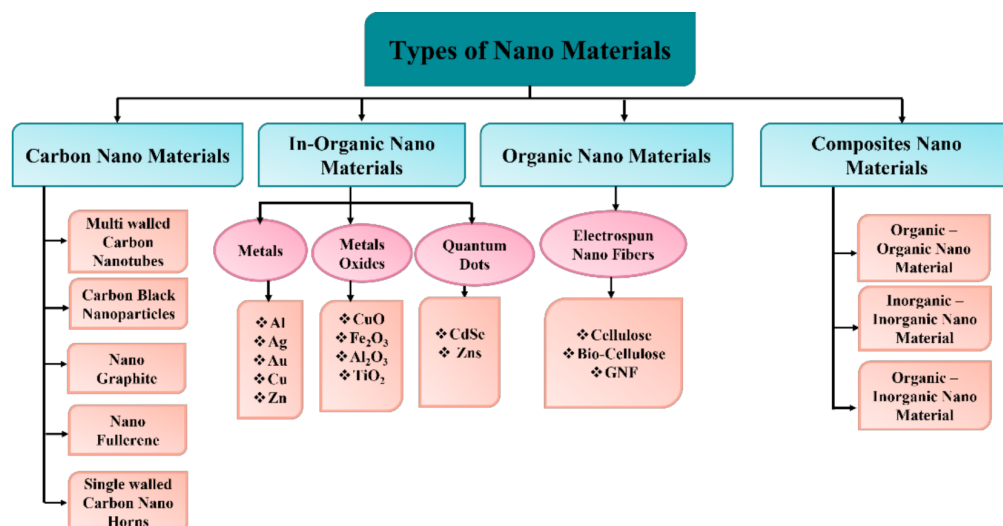 Types of Nano Materials
Carbon Nano Materials
In-Organic Nano
Materials
Organic Nano Materials
Composites Nano
Materials
Multi walled
Carbon
Nanotubes
Carbon Black
Nanoparticles
Nano
Graphite
Nano
Fullerene
Single walled
Carbon Nano
Horns
Metals
❖ Al
❖ Ag
❖ Au
❖ Cu
❖ Zn
Metals
Oxides
❖ CuO
❖ Fe₂O₃
❖ Al₂O₃
❖ TiO₂
Quantum
Dots
❖ CdSe
❖ Zns
Electrospun
Nano Fibers
❖ Cellulose
❖ Bio-Cellulose
❖ GNF
Organic –
Organic Nano
Material
Inorganic –
Inorganic Nano
Material
Organic –
Inorganic Nano
Material